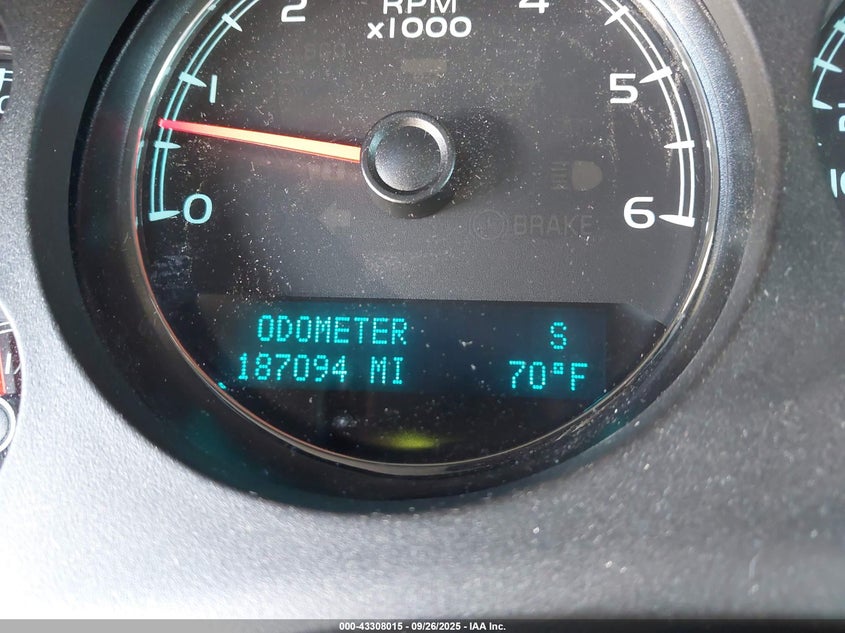 2 RPM 4
x1000
1 5
0 6
BRAKE
ODOMETER S
187094 MI 70°F
000-43308015 - 09/26/2025 - IAA Inc.